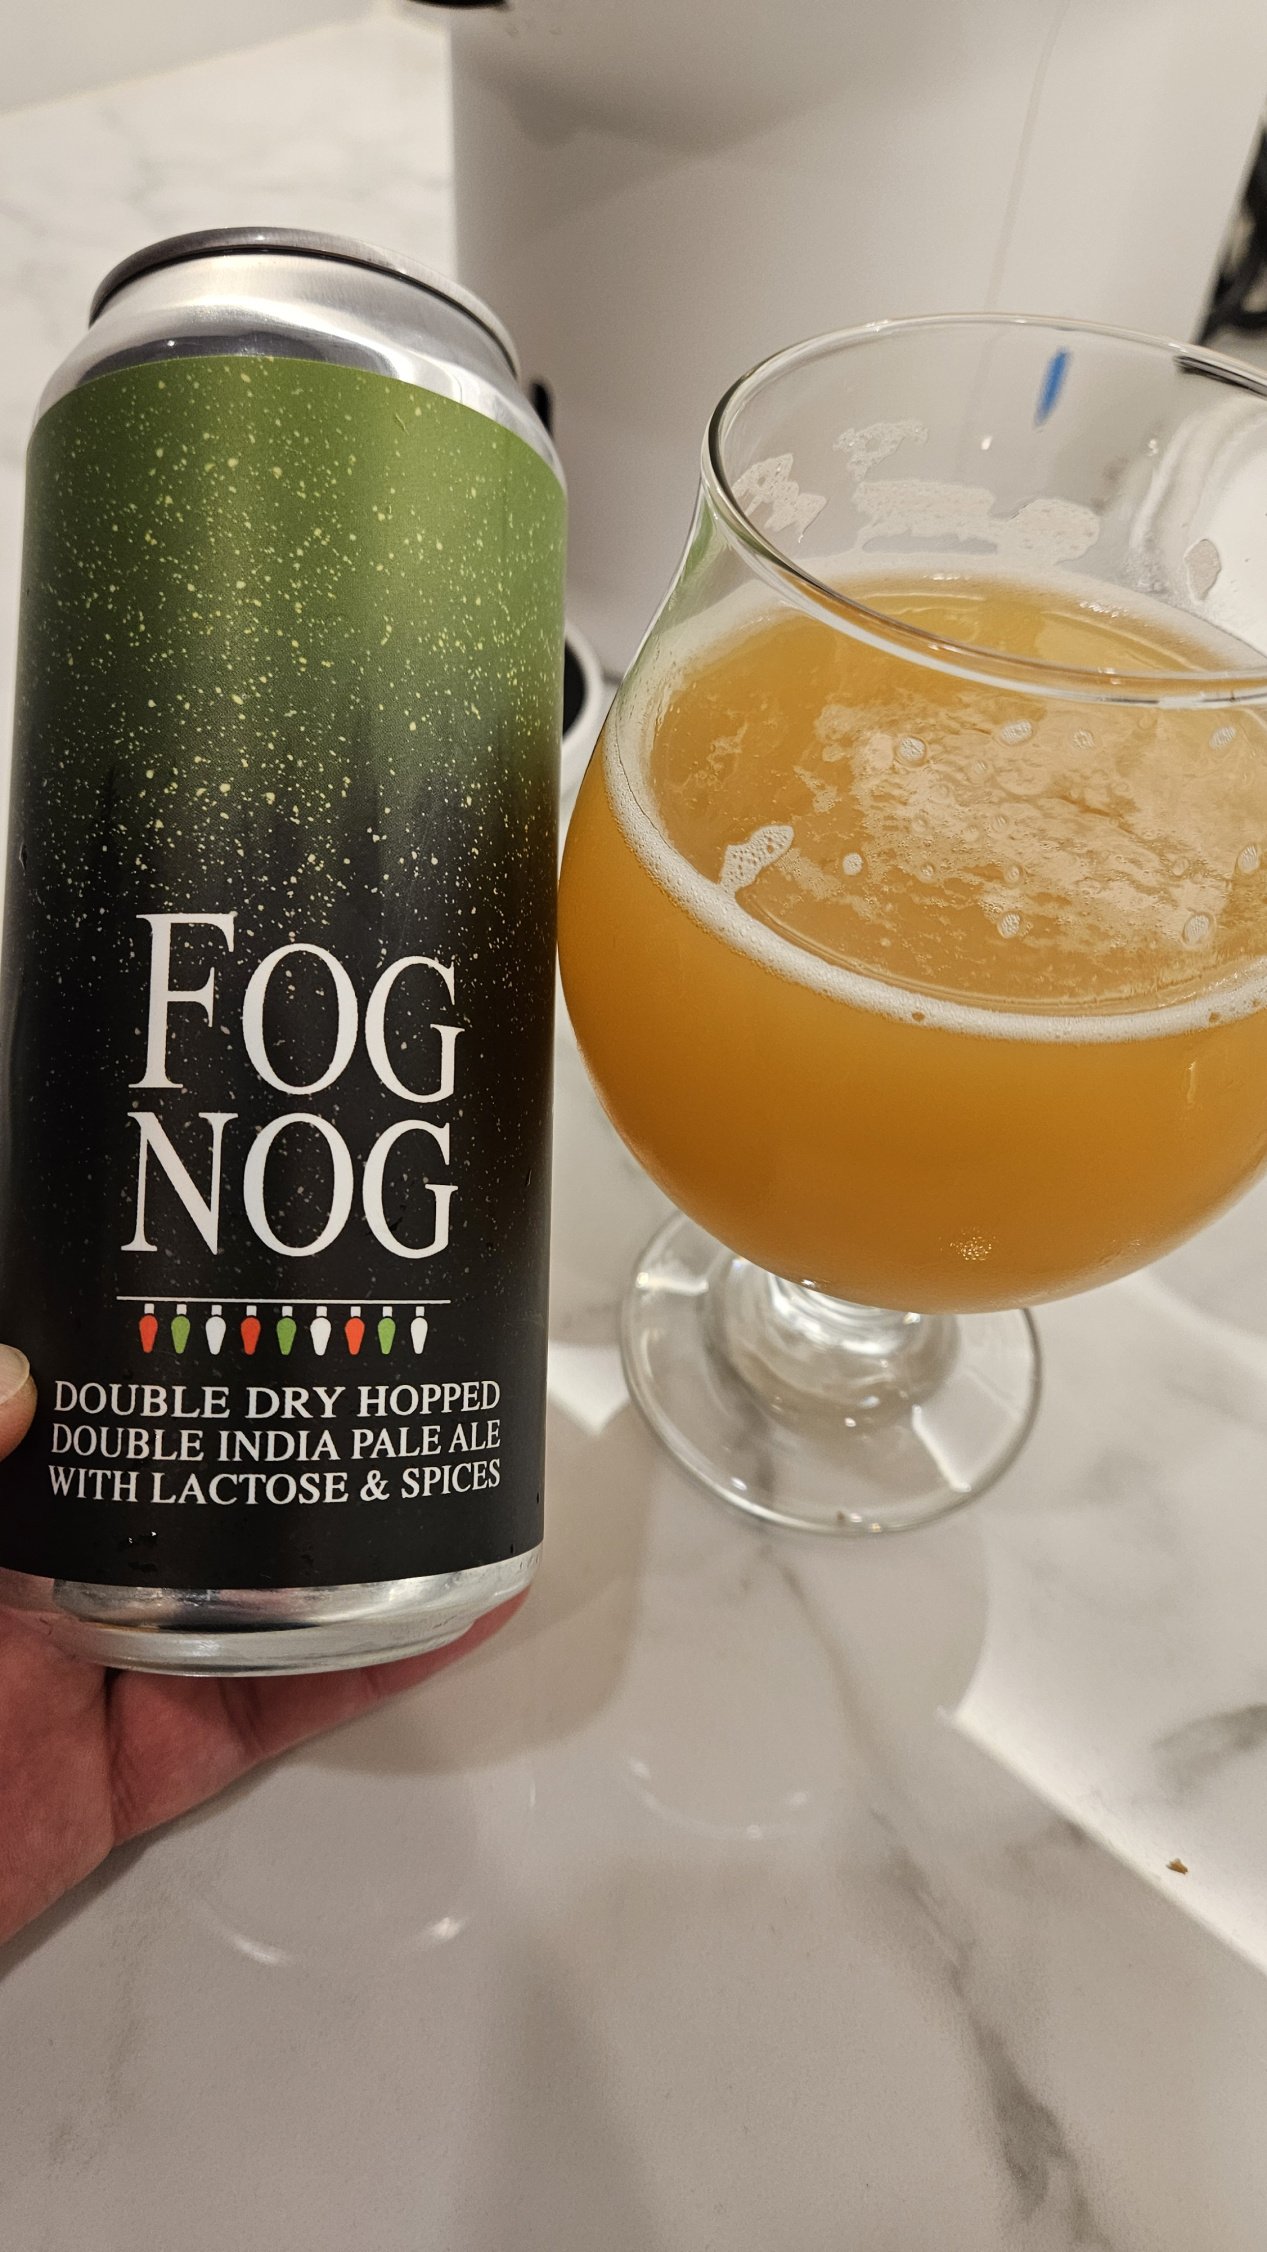 FOG
NOG
DOUBLE DRY HOPPED
DOUBLE INDIA PALE ALE
WITH LACTOSE & SPICES